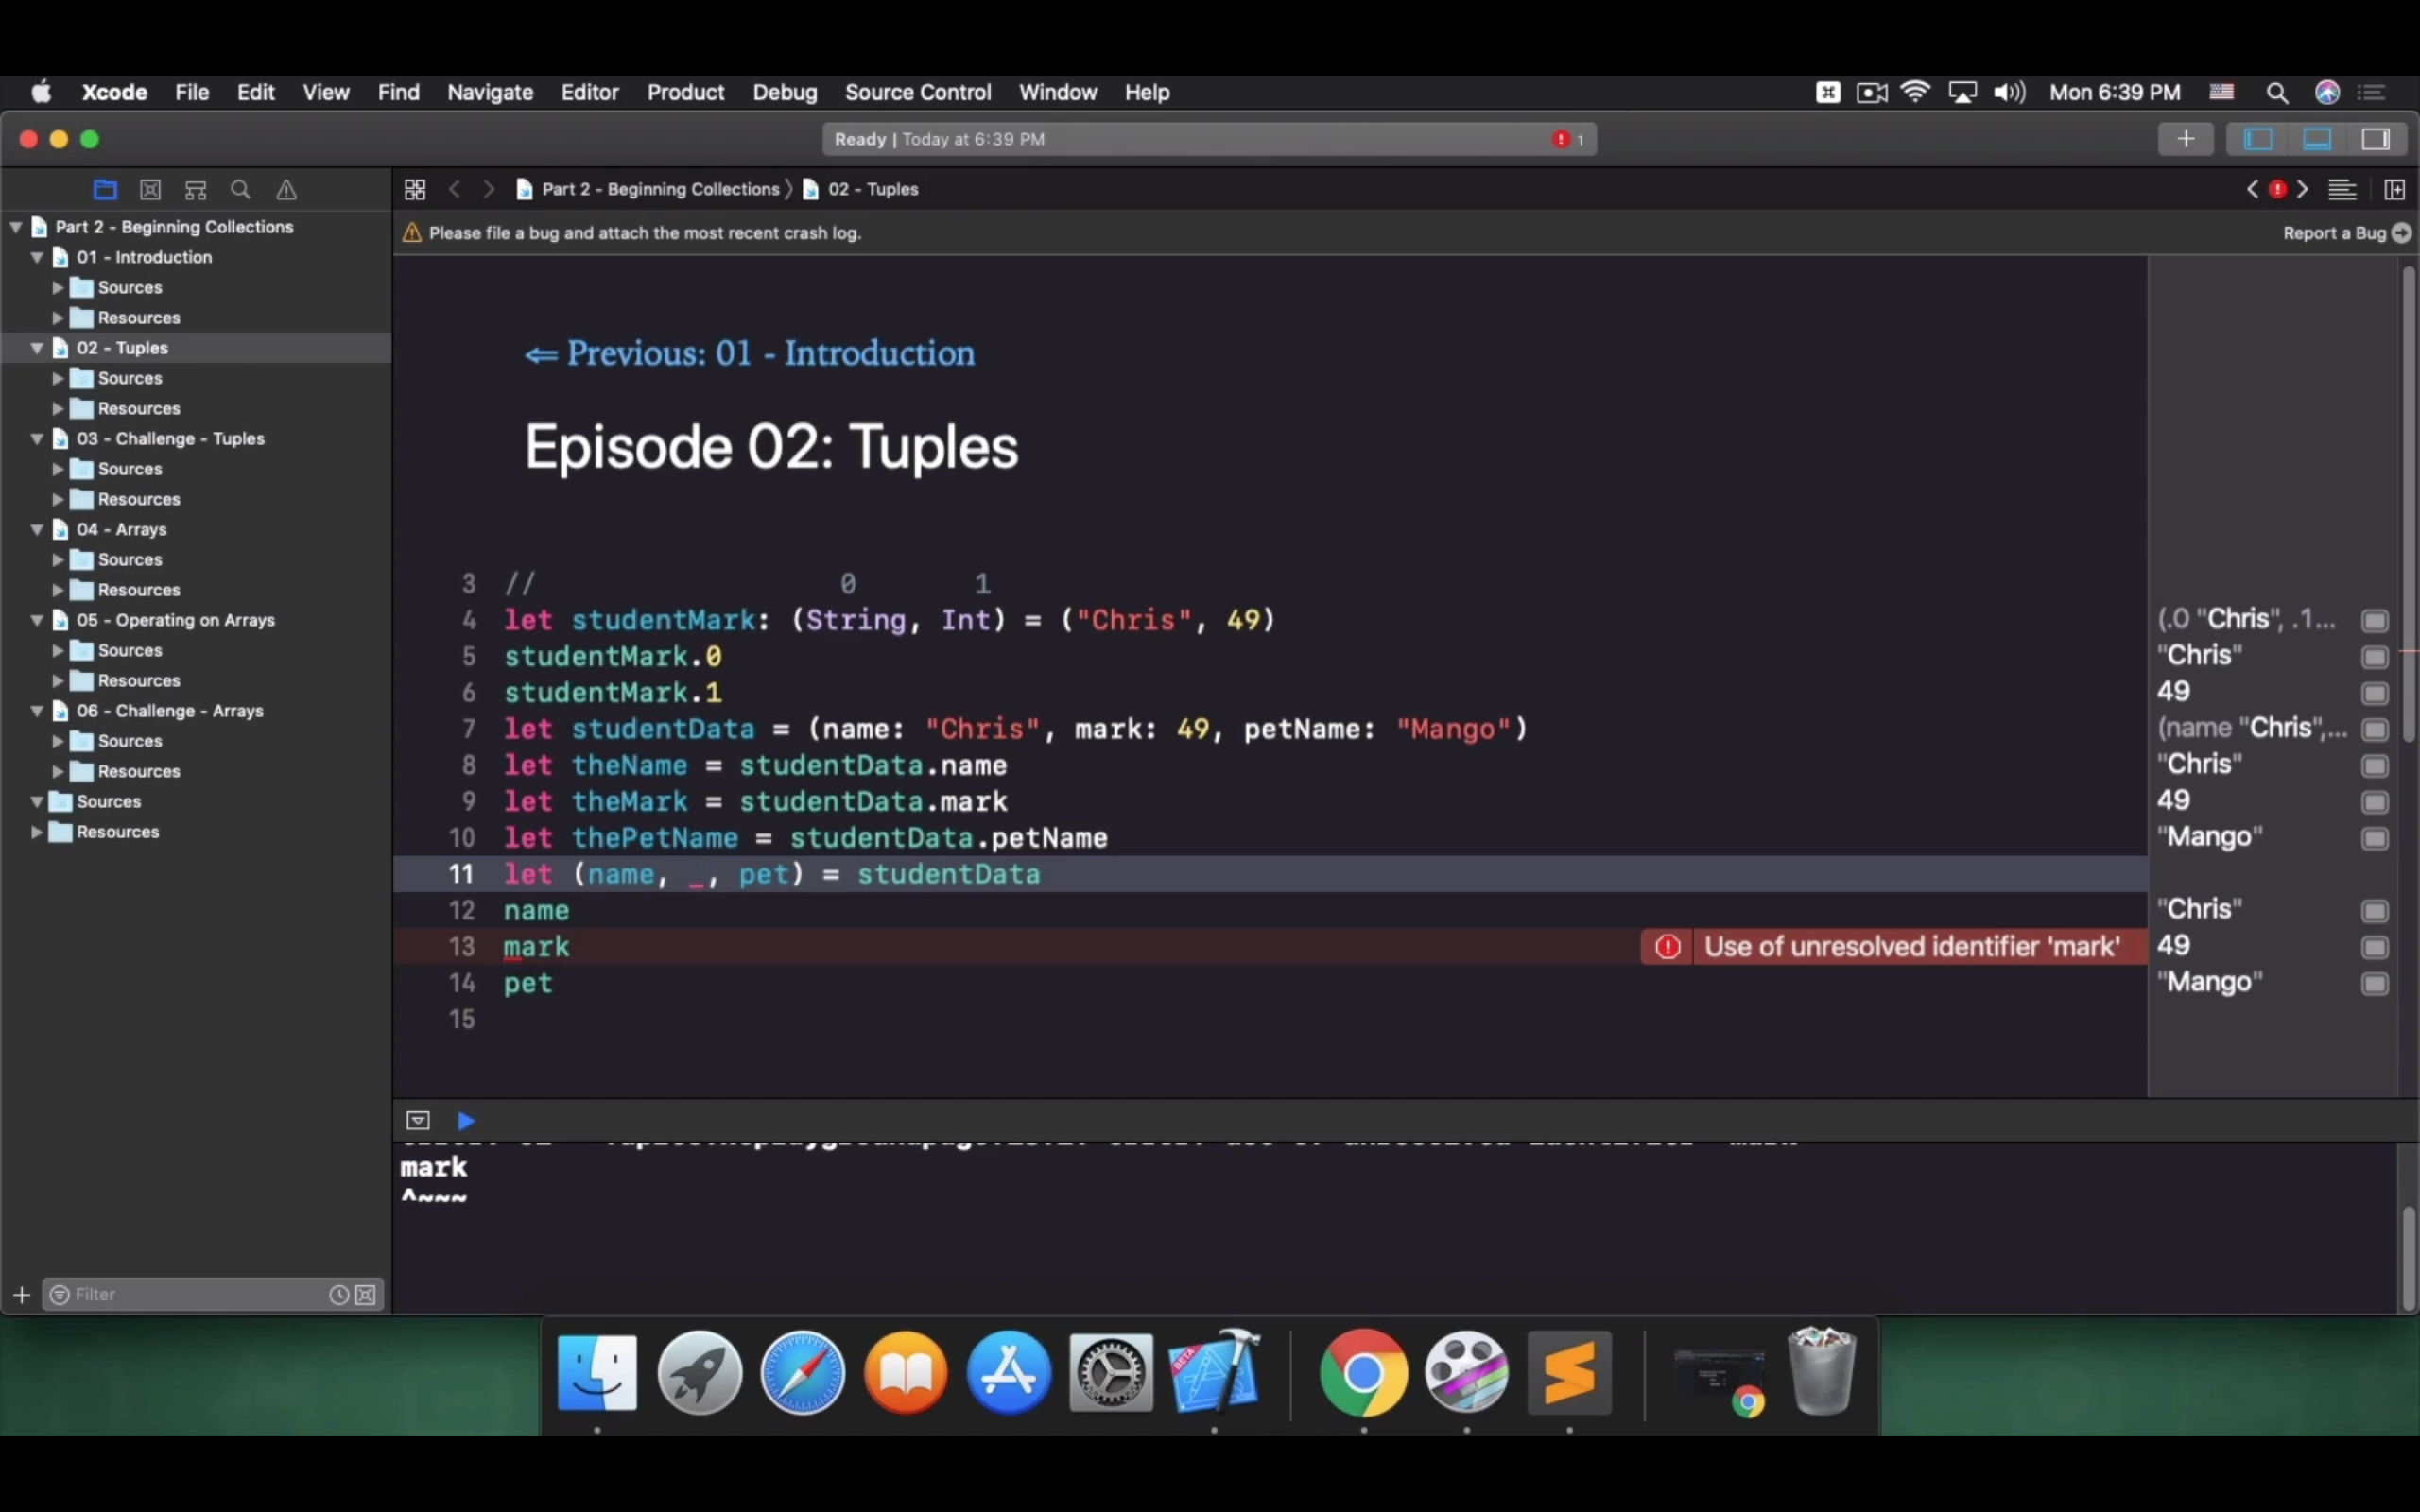 Xcode File Edit View Find Navigate Editor Product Debug Source Control Window Help Mon 6:39 PM
Ready | Today at 6:39 PM 1
Part 2 - Beginning Collections 02 - Tuples
Please file a bug and attach the most recent crash log. Report a Bug
Part 2 - Beginning Collections
01 - Introduction
Sources
Resources
02 - Tuples
Sources
Resources
03 - Challenge - Tuples
Sources
Resources
04 - Arrays
Sources
Resources
05 - Operating on Arrays
Sources
Resources
06 - Challenge - Arrays
Sources
Resources
Sources
Resources
Filter
⇐ Previous: 01 - Introduction
Episode 02: Tuples
3 // 0 1
4 let studentMark: (String, Int) = ("Chris", 49) (.0 "Chris", .1...
5 studentMark.0 "Chris"
6 studentMark.1 49
7 let studentData = (name: "Chris", mark: 49, petName: "Mango") (name "Chris",...
8 let theName = studentData.name "Chris"
9 let theMark = studentData.mark 49
10 let thePetName = studentData.petName "Mango"
11 let (name, _, pet) = studentData
12 name "Chris"
13 mark Use of unresolved identifier 'mark' 49
14 pet "Mango"
15
mark
^~~~
BETA